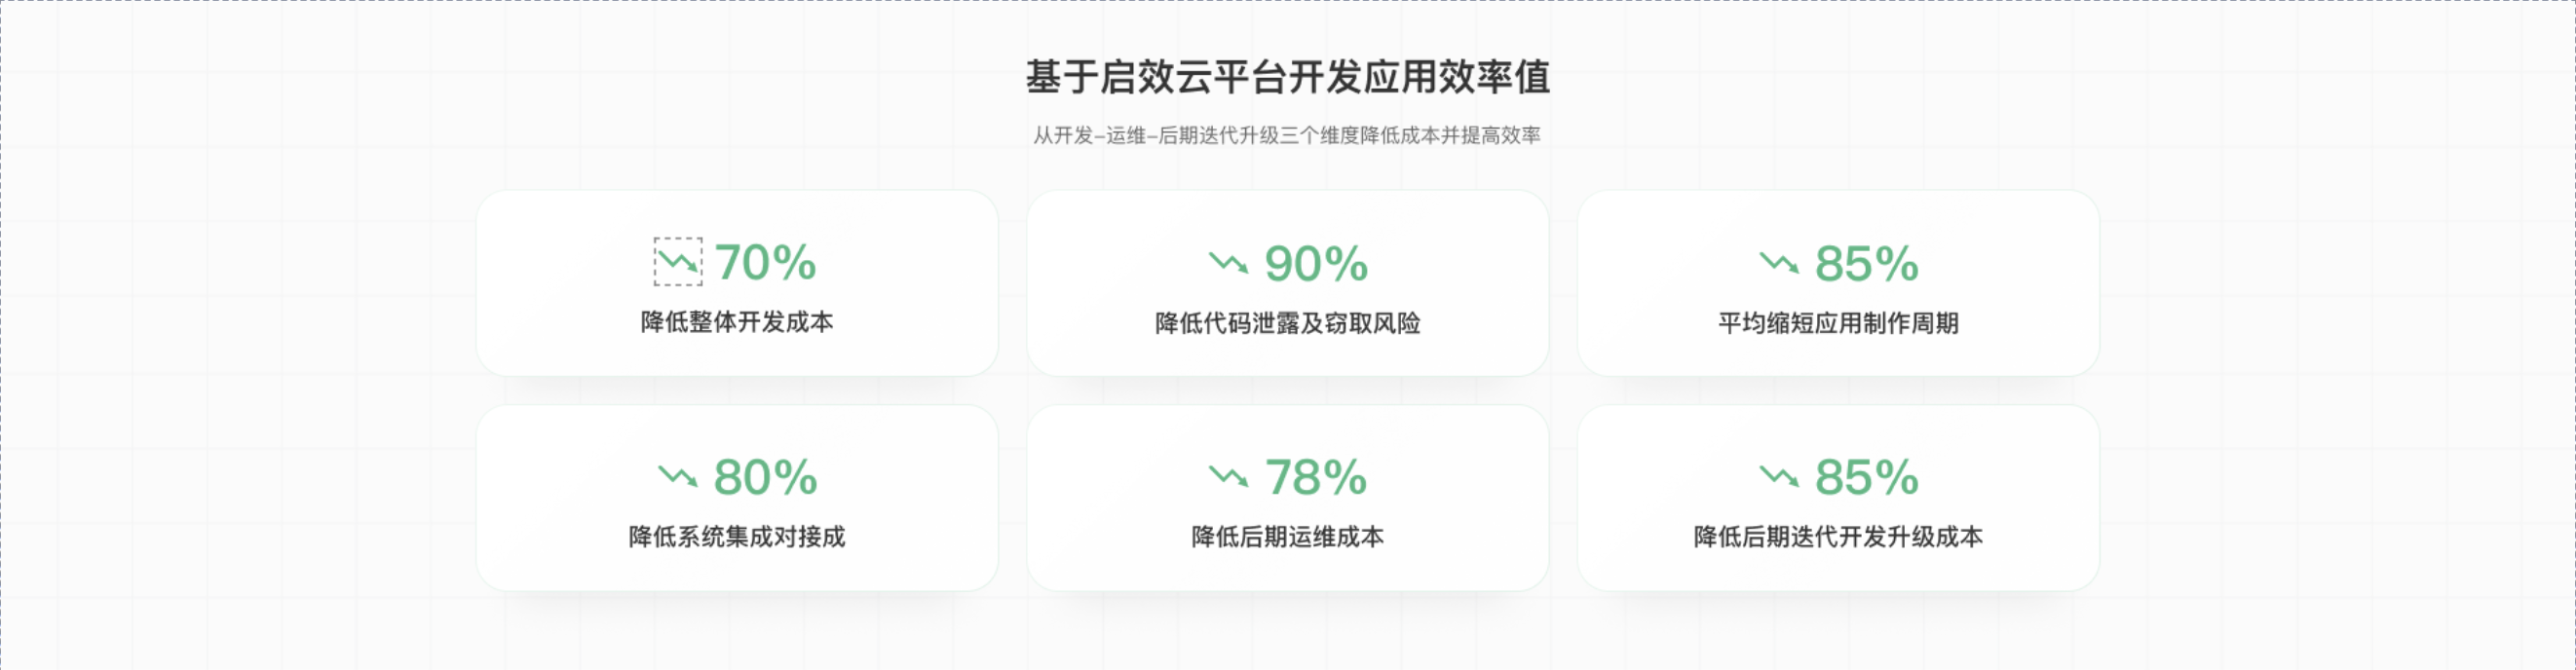 基于启效云平台开发应用效率值
从开发–运维–后期迭代升级三个维度降低成本并提高效率
70%
降低整体开发成本
90%
降低代码泄露及窃取风险
85%
平均缩短应用制作周期
80%
降低系统集成对接成
78%
降低后期运维成本
85%
降低后期迭代开发升级成本